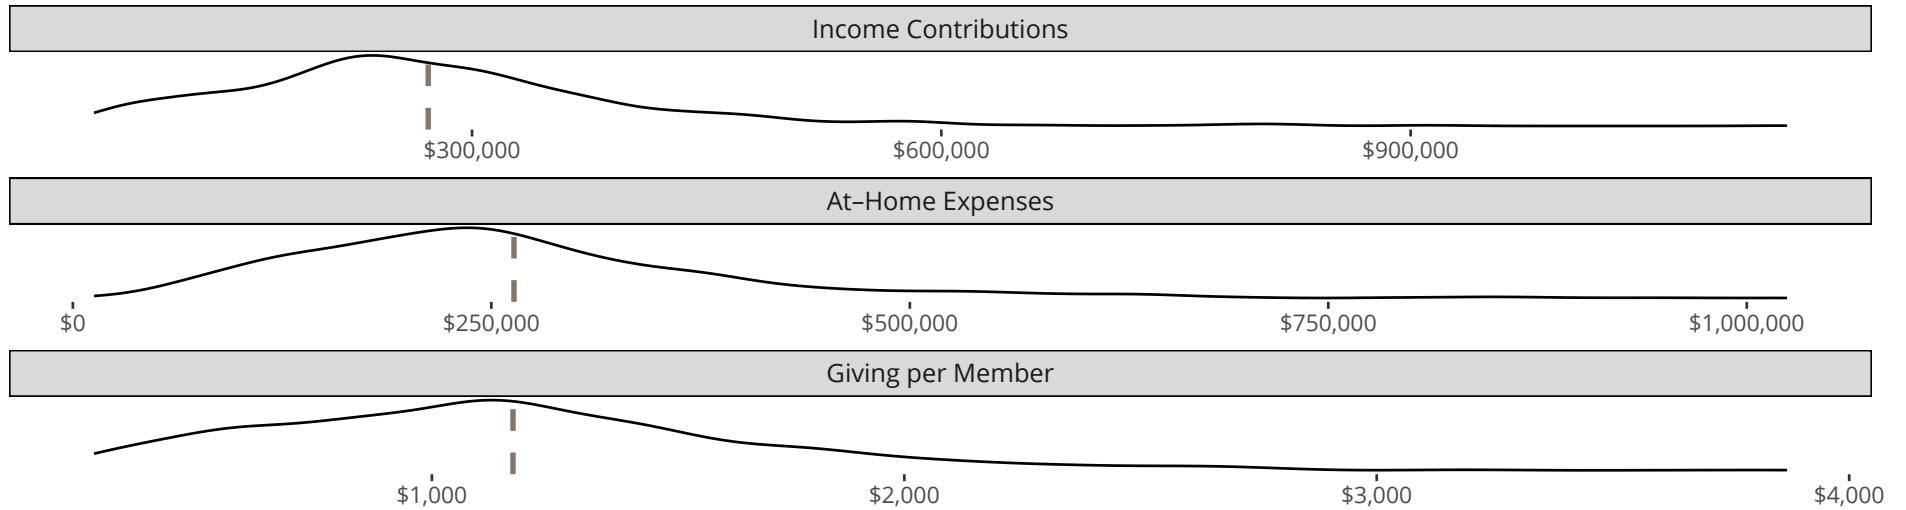 Income Contributions
$300,000 $600,000 $900,000
At–Home Expenses
$0 $250,000 $500,000 $750,000 $1,000,000
Giving per Member
$1,000 $2,000 $3,000 $4,000